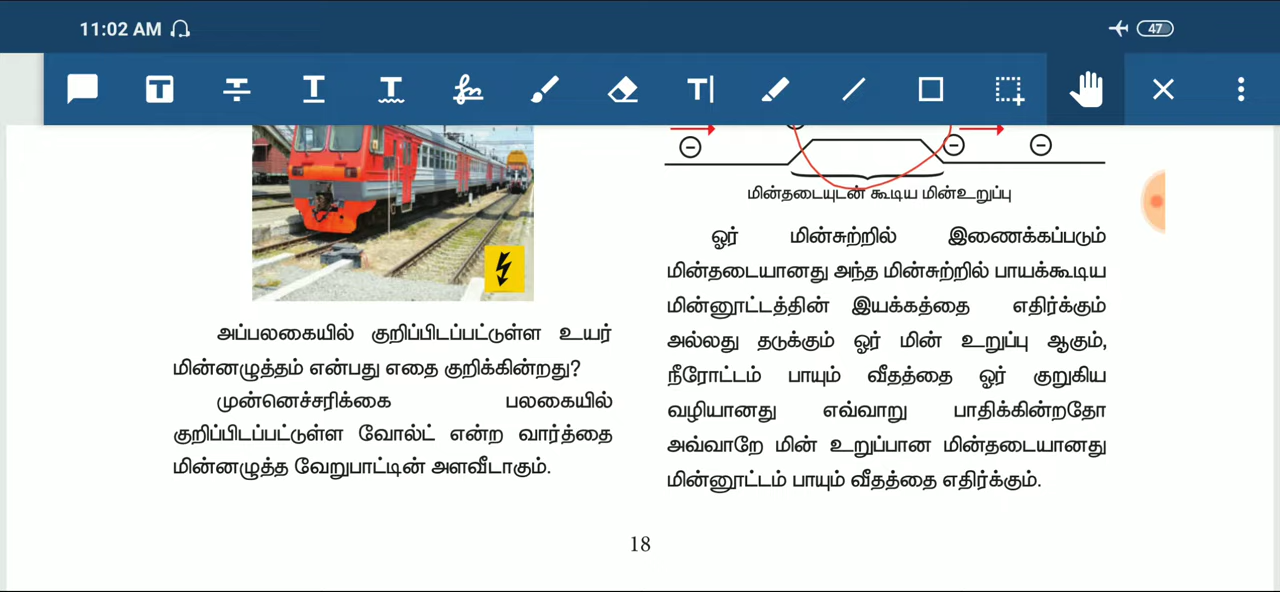 11:02 AM
47
அப்பலகையில் குறிப்பிடப்பட்டுள்ள உயர்
மின்னழுத்தம் என்பது எதை குறிக்கின்றது?
முன்னெச்சரிக்கை பலகையில்
குறிப்பிடப்பட்டுள்ள வோல்ட் என்ற வார்த்தை
மின்னழுத்த வேறுபாட்டின் அளவீடாகும்.
மின்தடையுடன் கூடிய மின்உறுப்பு
ஓர் மின்சுற்றில் இணைக்கப்படும்
மின்தடையானது அந்த மின்சுற்றில் பாயக்கூடிய
மின்னூட்டத்தின் இயக்கத்தை எதிர்க்கும்
அல்லது தடுக்கும் ஓர் மின் உறுப்பு ஆகும்,
நீரோட்டம் பாயும் வீதத்தை ஓர் குறுகிய
வழியானது எவ்வாறு பாதிக்கின்றதோ
அவ்வாறே மின் உறுப்பான மின்தடையானது
மின்னூட்டம் பாயும் வீதத்தை எதிர்க்கும்.
18